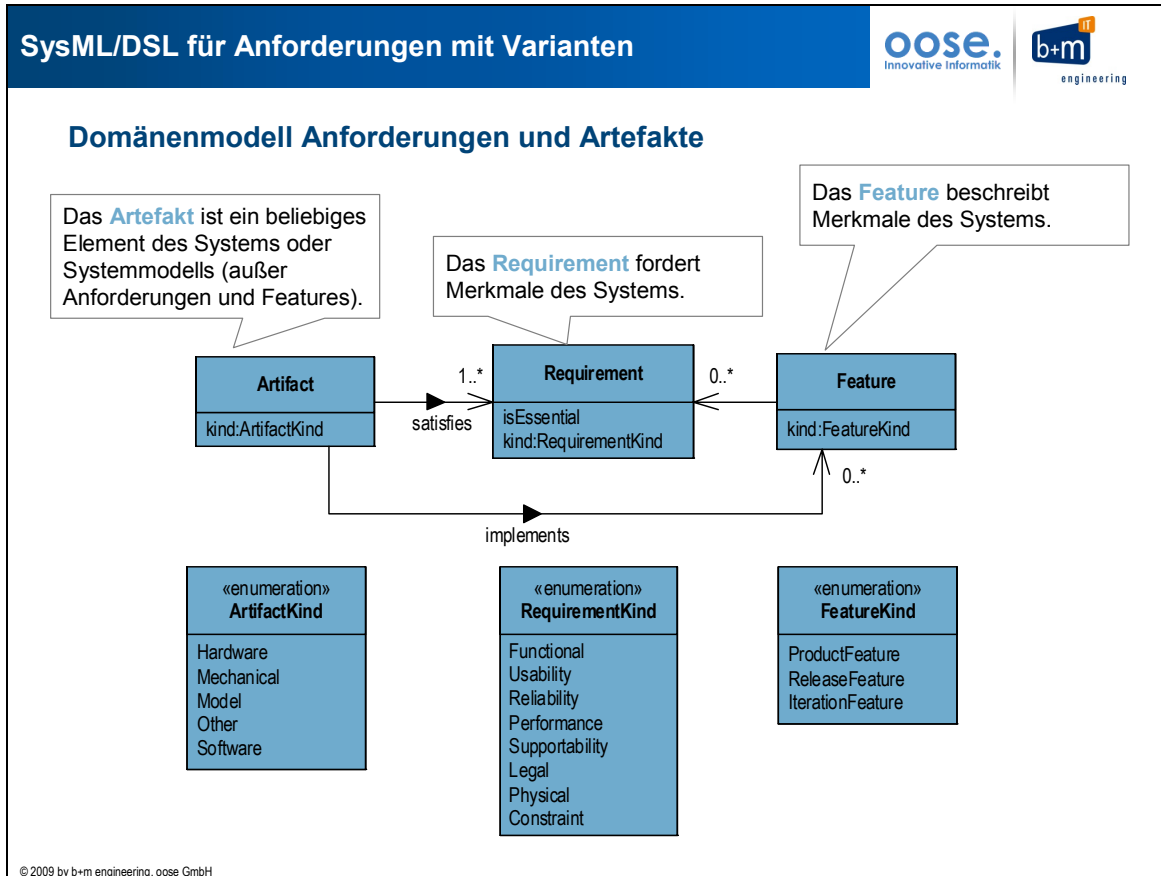 SysML/DSL für Anforderungen mit Varianten
oose.
Innovative Informatik
b+m
IT
engineering
Domänenmodell Anforderungen und Artefakte
Das Artefakt ist ein beliebiges
Element des Systems oder
Systemmodells (außer
Anforderungen und Features).
Das Requirement fordert
Merkmale des Systems.
Das Feature beschreibt
Merkmale des Systems.
Artifact
kind:ArtifactKind
1..*
satisfies
Requirement
isEssential
kind:RequirementKind
0..*
Feature
kind:FeatureKind
0..*
implements
«enumeration»
ArtifactKind
Hardware
Mechanical
Model
Other
Software
«enumeration»
RequirementKind
Functional
Usability
Reliability
Performance
Supportability
Legal
Physical
Constraint
«enumeration»
FeatureKind
ProductFeature
ReleaseFeature
IterationFeature
© 2009 by b+m engineering, oose GmbH